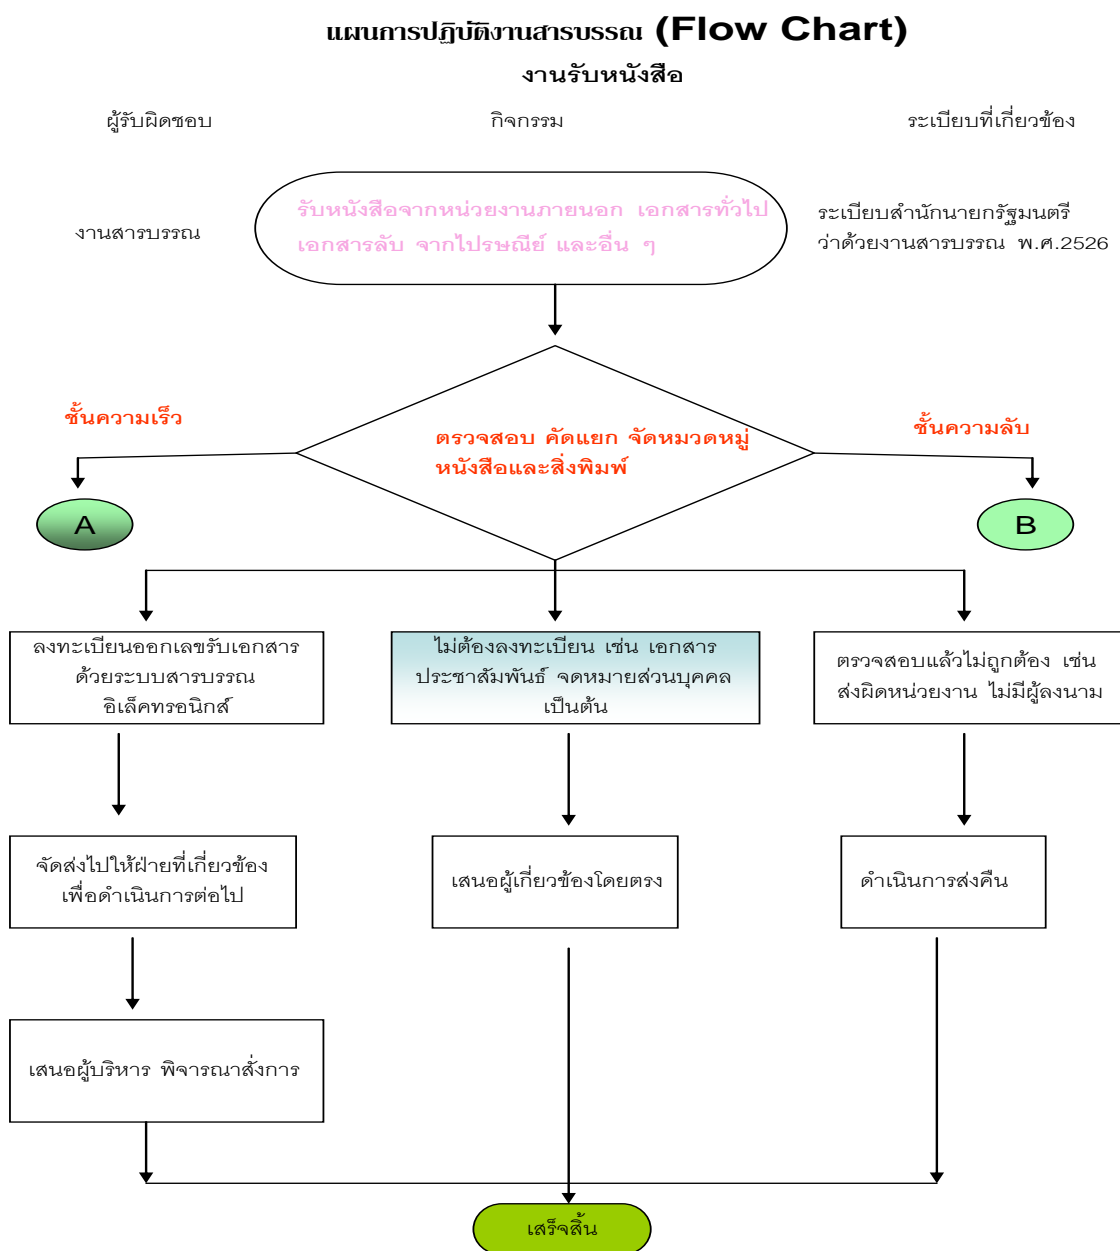 แผนการปฏิบัติงานสารบรรณ (Flow Chart)
งานรับหนังสือ
ผู้รับผิดชอบ
กิจกรรม
ระเบียบที่เกี่ยวข้อง
งานสารบรรณ
รับหนังสือจากหน่วยงานภายนอก เอกสารทั่วไป
เอกสารลับ จากไปรษณีย์ และอื่น ๆ
ระเบียบสำนักนายกรัฐมนตรี
ว่าด้วยงานสารบรรณ พ.ศ.2526
ชั้นความเร็ว
ตรวจสอบ คัดแยก จัดหมวดหมู่
หนังสือและสิ่งพิมพ์
ชั้นความลับ
A
B
ลงทะเบียนออกเลขรับเอกสาร
ด้วยระบบสารบรรณ
อิเล็คทรอนิกส์
ไม่ต้องลงทะเบียน เช่น เอกสาร
ประชาสัมพันธ์ จดหมายส่วนบุคคล
เป็นต้น
ตรวจสอบแล้วไม่ถูกต้อง เช่น
ส่งผิดหน่วยงาน ไม่มีผู้ลงนาม
จัดส่งไปให้ฝ่ายที่เกี่ยวข้อง
เพื่อดำเนินการต่อไป
เสนอผู้เกี่ยวข้องโดยตรง
ดำเนินการส่งคืน
เสนอผู้บริหาร พิจารณาสั่งการ
เสร็จสิ้น